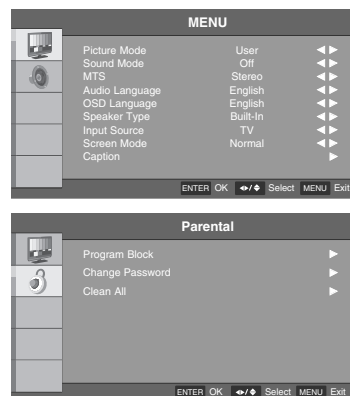 MENU
Picture Mode User
Sound Mode Off
MTS Stereo
Audio Language English
OSD Language English
Speaker Type Built-In
Input Source TV
Screen Mode Normal
Caption
ENTER OK / Select MENU Exit
Parental
Program Block
Change Password
Clean All
ENTER OK / Select MENU Exit